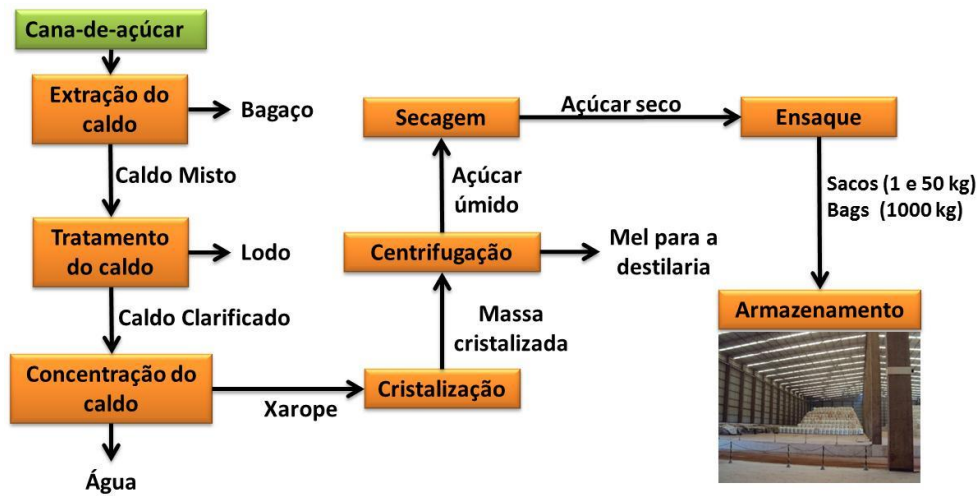 Cana-de-açúcar
Extração do
caldo
Bagaço
Caldo Misto
Tratamento
do caldo
Lodo
Caldo Clarificado
Concentração do
caldo
Água
Xarope
Cristalização
Massa
cristalizada
Centrifugação
Mel para a
destilaria
Açúcar
úmido
Secagem
Açúcar seco
Ensaque
Sacos (1 e 50 kg)
Bags (1000 kg)
Armazenamento